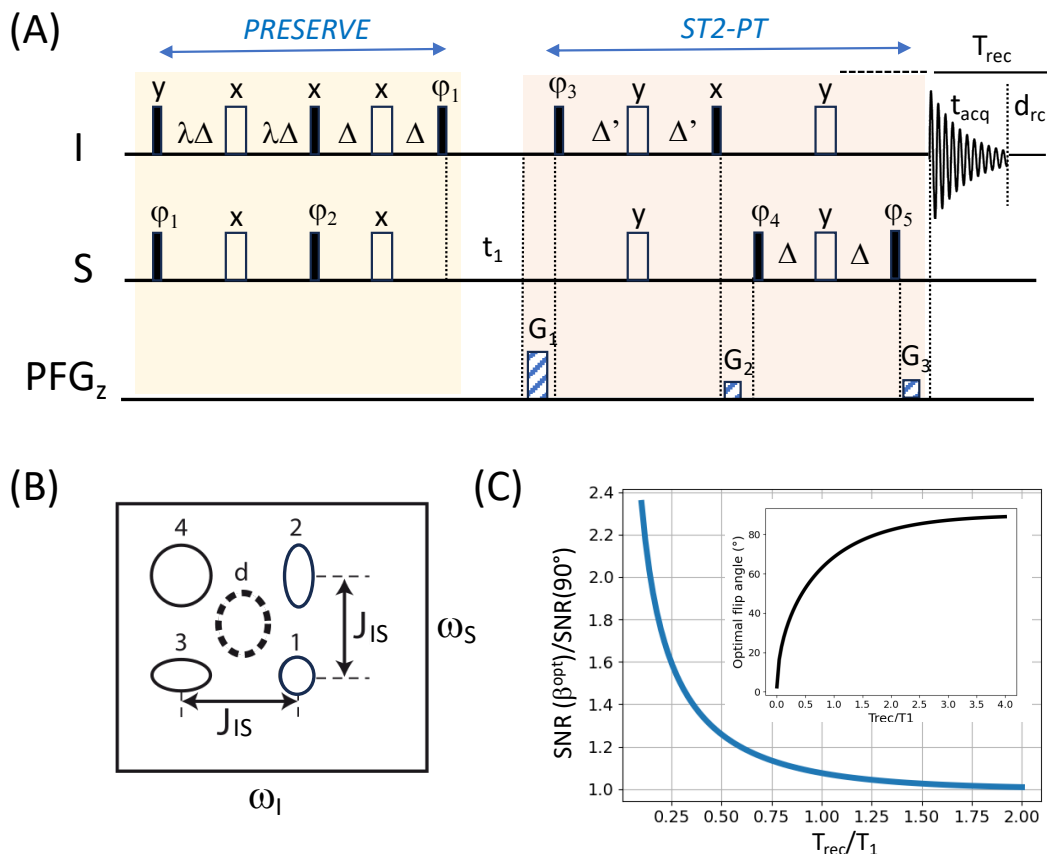 (A)
PRESERVE
ST2-PT
T_rec
y x x x φ1 φ3 y x y
I λΔ λΔ Δ Δ Δ' Δ' t_acq d_rc
φ1 x φ2 x y φ4 y φ5
S t1 Δ Δ
G1 G2 G3
PFG_z
(B)
4 2
d
3 1
J_IS
J_IS
ω_S
ω_I
(C)
SNR (β^opt)/SNR(90°)
2.4
2.2
2.0
1.8
1.6
1.4
1.2
1.0
0.25 0.50 0.75 1.00 1.25 1.50 1.75 2.00
T_rec/T_1
Optimal flip angle (°)
80
60
40
20
0
0.0 0.5 1.0 1.5 2.0 2.5 3.0 3.5 4.0
Trec/T1